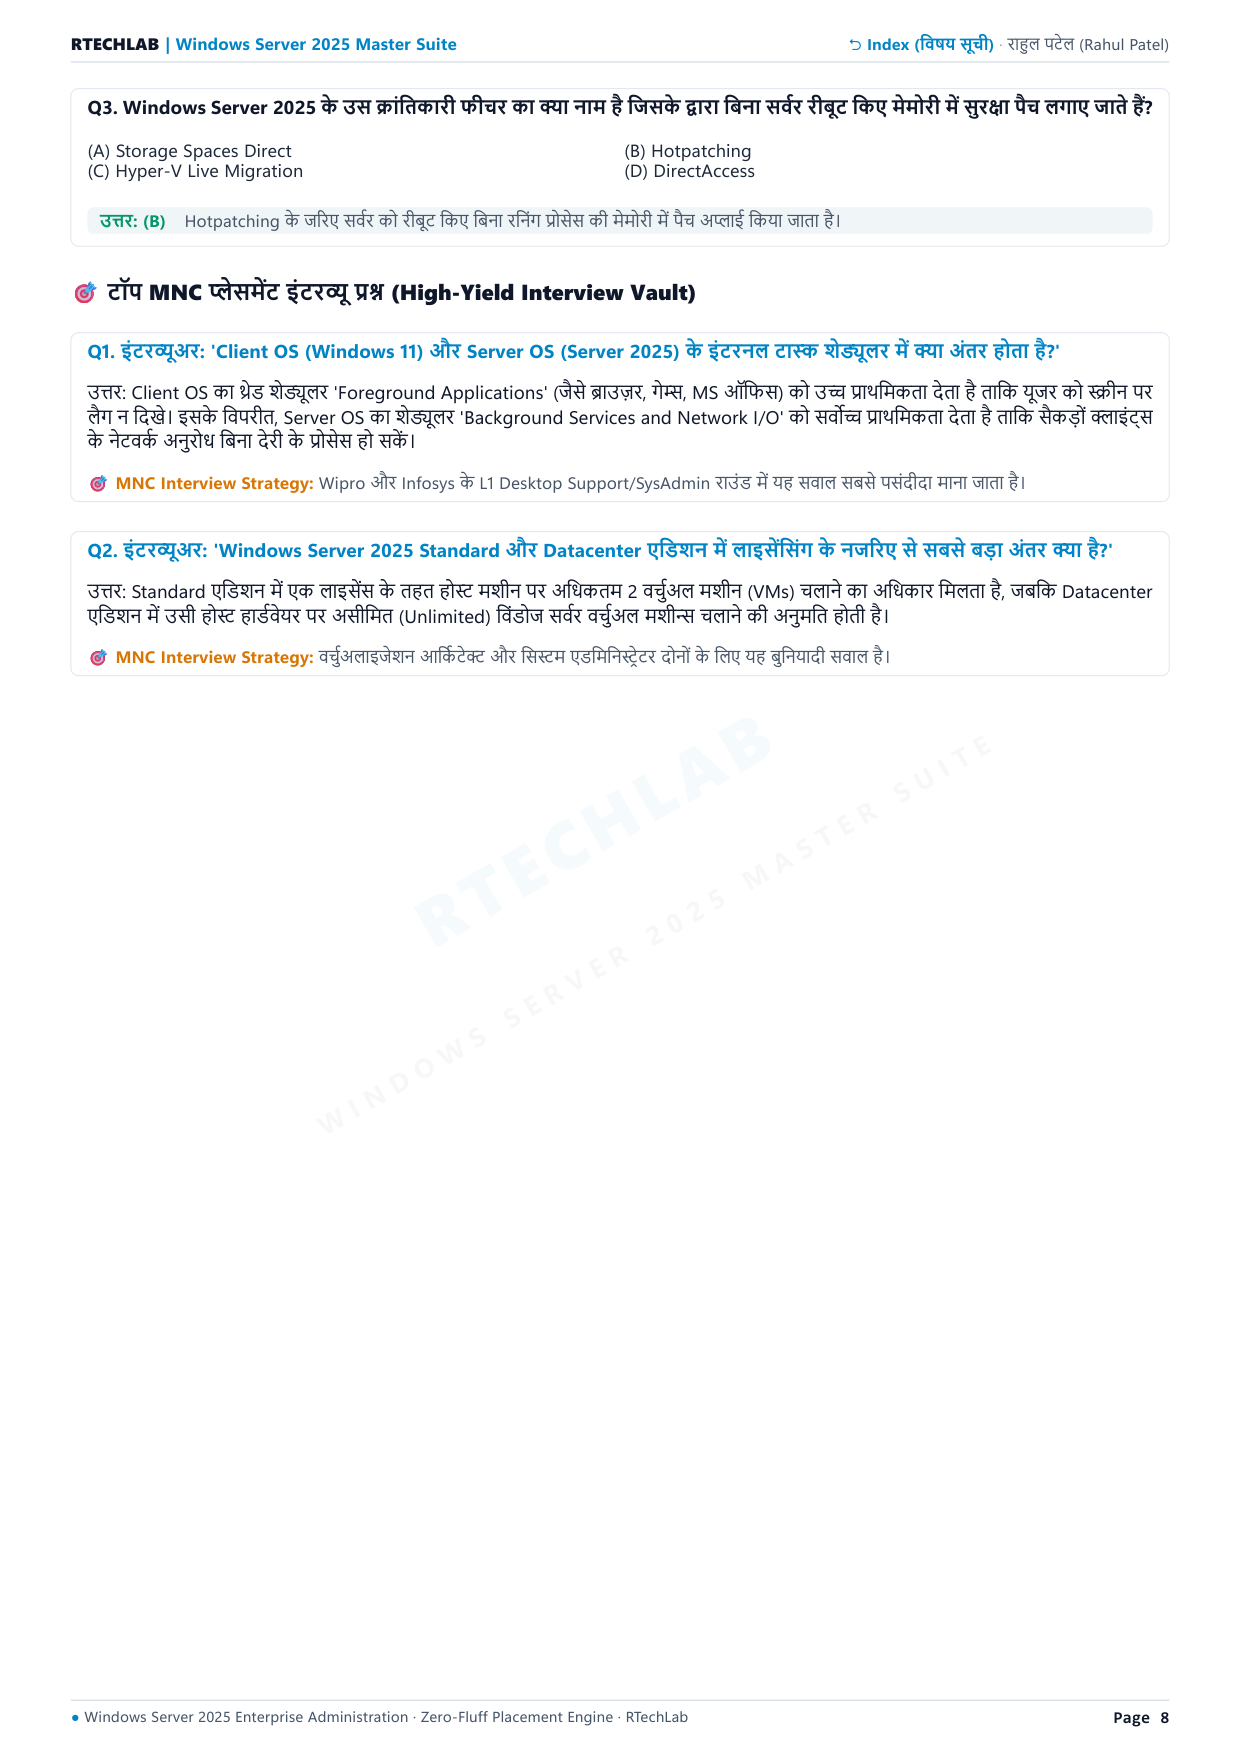 RTECHLAB | Windows Server 2025 Master Suite
⮌ Index (विषय सूची) · राहुल पटेल (Rahul Patel)
Q3. Windows Server 2025 के उस क्रांतिकारी फीचर का क्या नाम है जिसके द्वारा बिना सर्वर रीबूट किए मेमोरी में सुरक्षा पैच लगाए जाते हैं?
(A) Storage Spaces Direct
(B) Hotpatching
(C) Hyper-V Live Migration
(D) DirectAccess
उत्तर: (B) Hotpatching के जरिए सर्वर को रीबूट किए बिना रनिंग प्रोसेस की मेमोरी में पैच अप्लाई किया जाता है।
🎯 टॉप MNC प्लेसमेंट इंटरव्यू प्रश्न (High-Yield Interview Vault)
Q1. इंटरव्यूअर: 'Client OS (Windows 11) और Server OS (Server 2025) के इंटरनल टास्क शेड्यूलर में क्या अंतर होता है?'
उत्तर: Client OS का थ्रेड शेड्यूलर 'Foreground Applications' (जैसे ब्राउज़र, गेम्स, MS ऑफिस) को उच्च प्राथमिकता देता है ताकि यूजर को स्क्रीन पर
लैग न दिखे। इसके विपरीत, Server OS का शेड्यूलर 'Background Services and Network I/O' को सर्वोच्च प्राथमिकता देता है ताकि सैकड़ों क्लाइंट्स
के नेटवर्क अनुरोध बिना देरी के प्रोसेस हो सकें।
🎯 MNC Interview Strategy: Wipro और Infosys के L1 Desktop Support/SysAdmin राउंड में यह सवाल सबसे पसंदीदा माना जाता है।
Q2. इंटरव्यूअर: 'Windows Server 2025 Standard और Datacenter एडिशन में लाइसेंसिंग के नजरिए से सबसे बड़ा अंतर क्या है?'
उत्तर: Standard एडिशन में एक लाइसेंस के तहत होस्ट मशीन पर अधिकतम 2 वर्चुअल मशीन (VMs) चलाने का अधिकार मिलता है, जबकि Datacenter
एडिशन में उसी होस्ट हार्डवेयर पर असीमित (Unlimited) विंडोज सर्वर वर्चुअल मशीन्स चलाने की अनुमति होती है।
🎯 MNC Interview Strategy: वर्चुअलाइजेशन आर्किटेक्ट और सिस्टम एडमिनिस्ट्रेटर दोनों के लिए यह बुनियादी सवाल है।
RTECHLAB
WINDOWS SERVER 2025 MASTER SUITE
● Windows Server 2025 Enterprise Administration · Zero-Fluff Placement Engine · RTechLab
Page 8